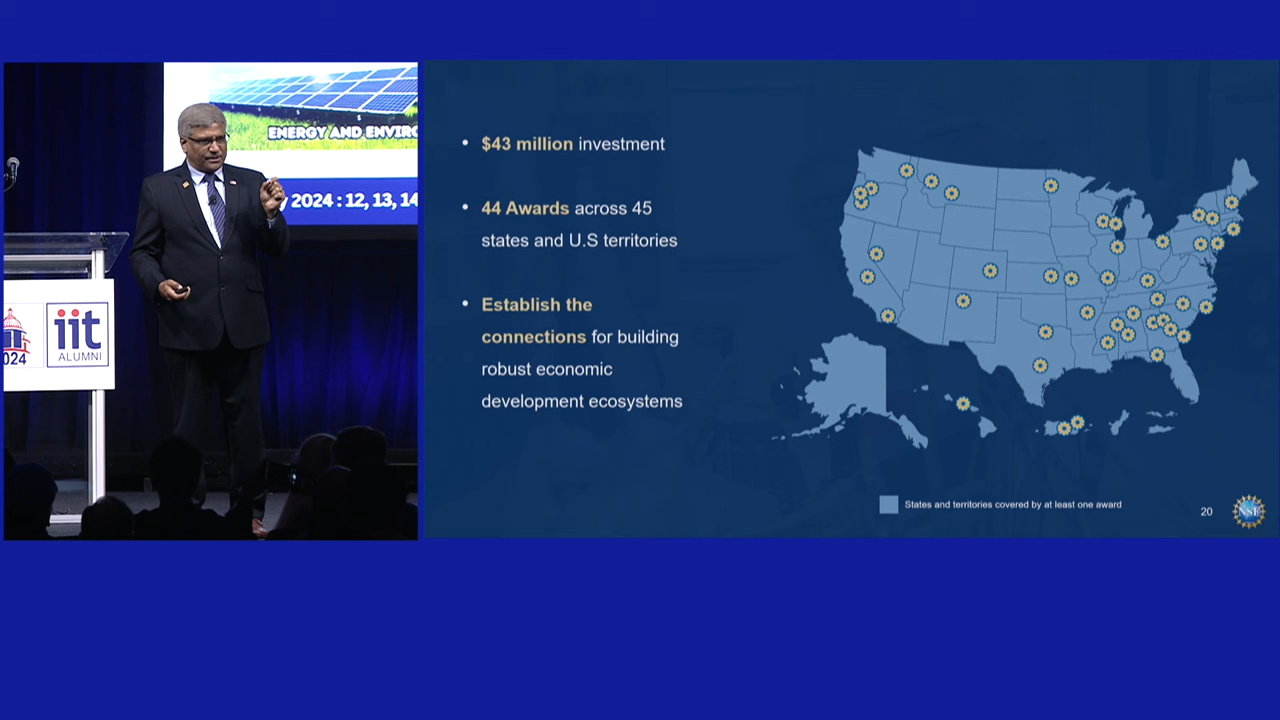 ENERGY AND ENVIRO
2024 : 12, 13, 14
2024
iit
ALUMNI
• $43 million investment
• 44 Awards across 45
states and U.S territories
• Establish the
connections for building
robust economic
development ecosystems
States and territories covered by at least one award
20
NSF